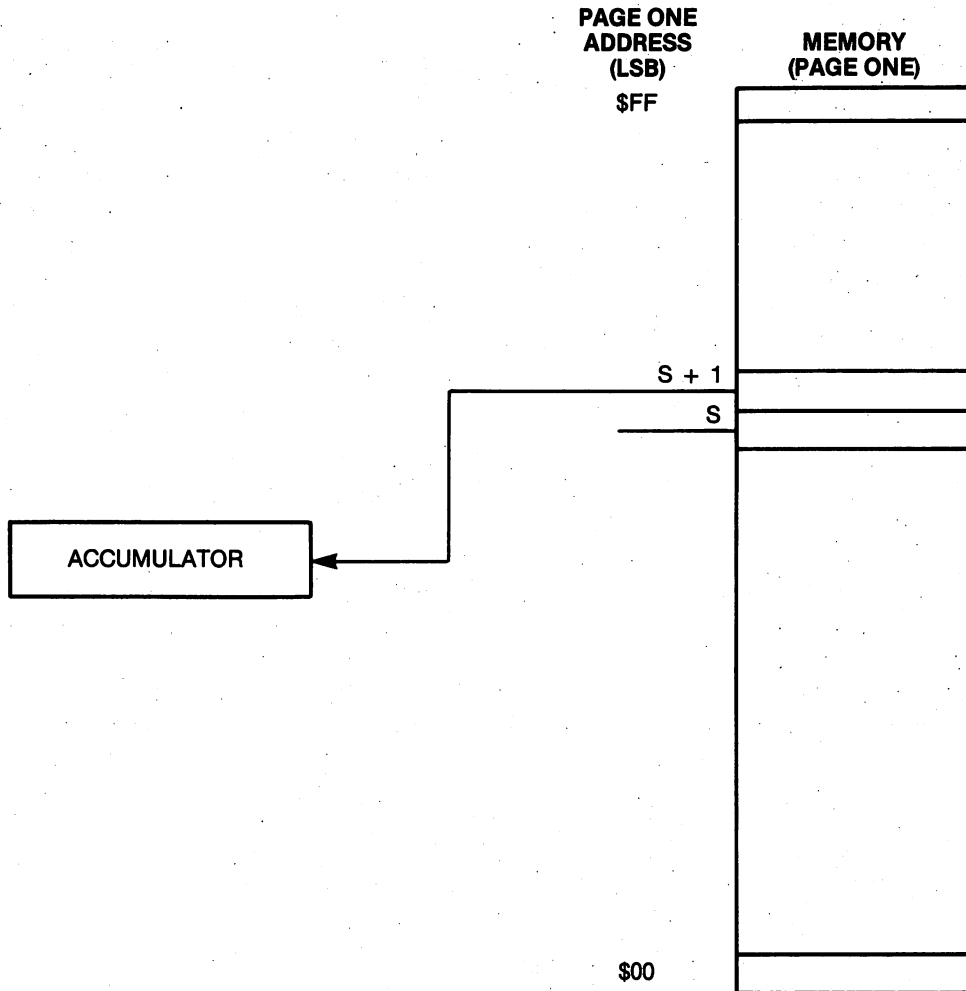 PAGE ONE
ADDRESS
(LSB)
MEMORY
(PAGE ONE)
$FF
S + 1
S
ACCUMULATOR
$00